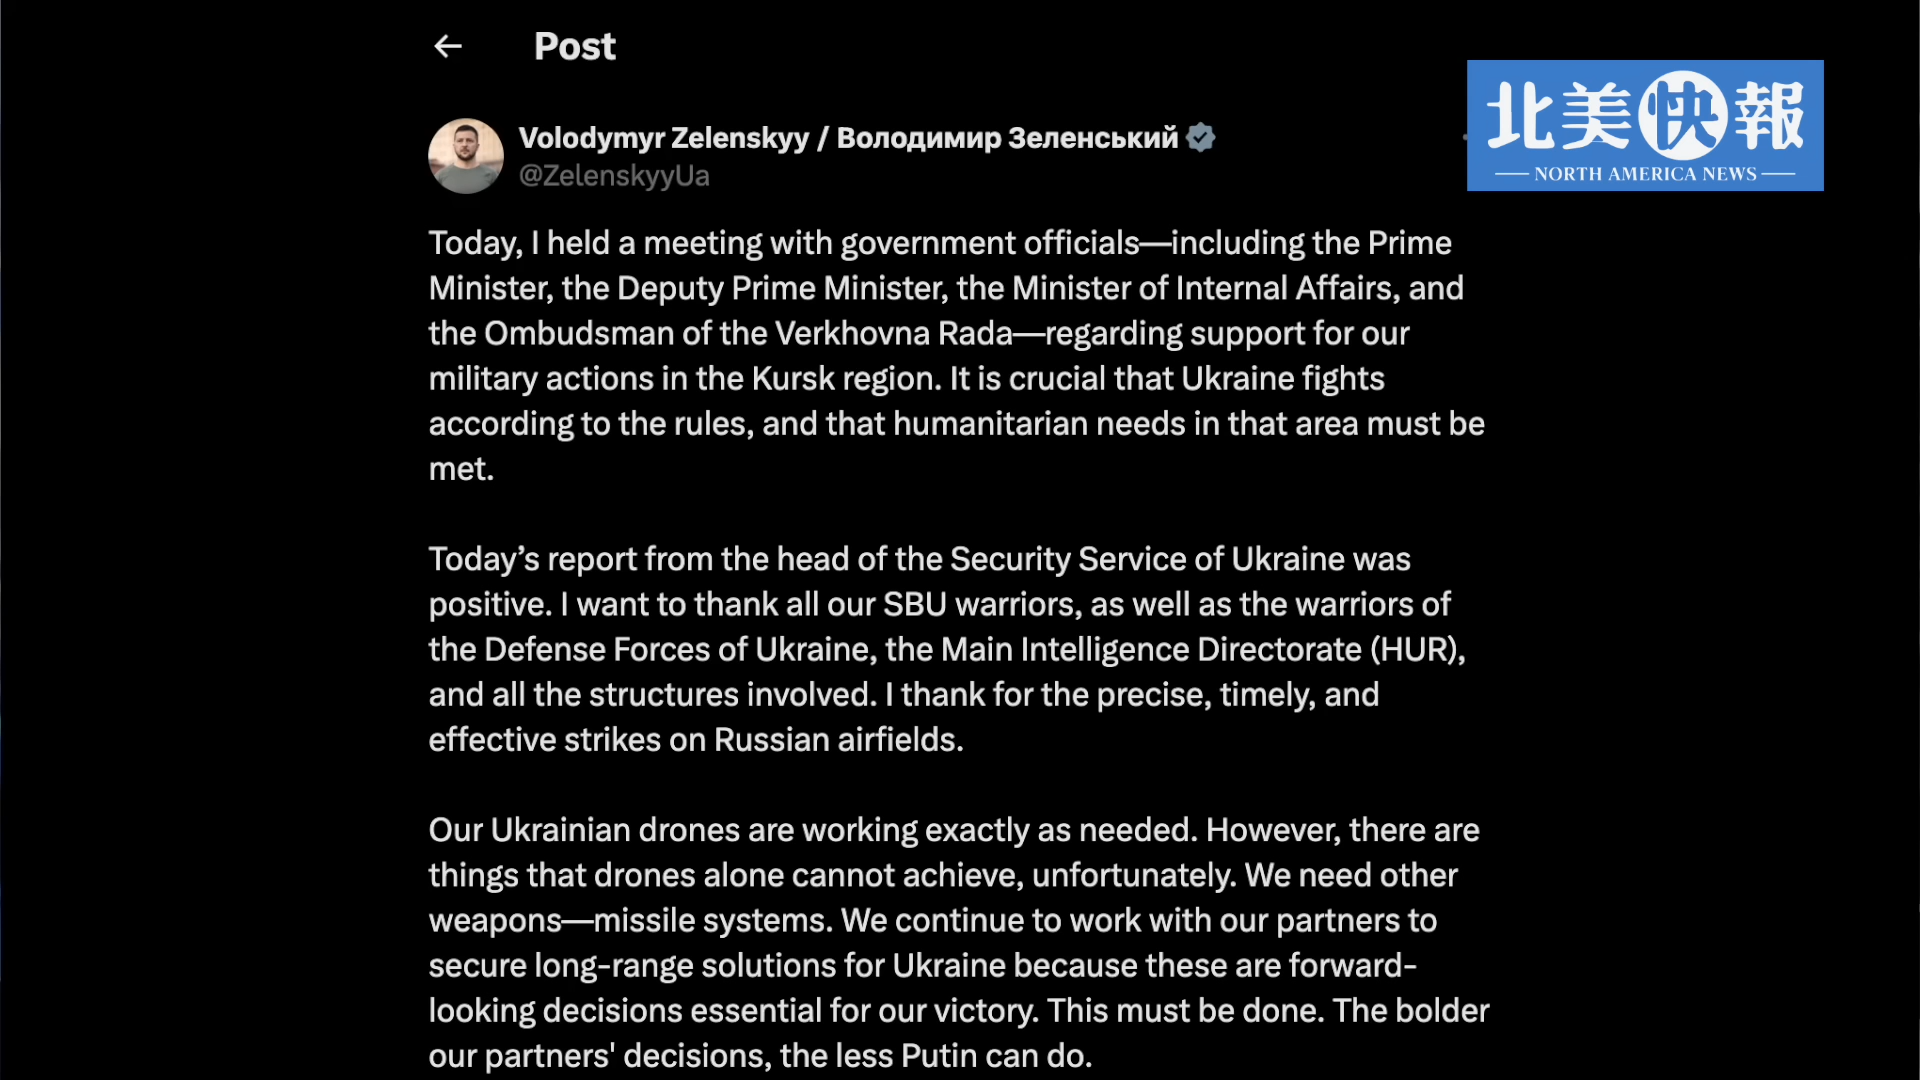 Post
北美快報
NORTH AMERICA NEWS
Volodymyr Zelenskyy / Володимир Зеленський
@ZelenskyyUa
Today, I held a meeting with government officials—including the Prime
Minister, the Deputy Prime Minister, the Minister of Internal Affairs, and
the Ombudsman of the Verkhovna Rada—regarding support for our
military actions in the Kursk region. It is crucial that Ukraine fights
according to the rules, and that humanitarian needs in that area must be
met.
Today’s report from the head of the Security Service of Ukraine was
positive. I want to thank all our SBU warriors, as well as the warriors of
the Defense Forces of Ukraine, the Main Intelligence Directorate (HUR),
and all the structures involved. I thank for the precise, timely, and
effective strikes on Russian airfields.
Our Ukrainian drones are working exactly as needed. However, there are
things that drones alone cannot achieve, unfortunately. We need other
weapons—missile systems. We continue to work with our partners to
secure long-range solutions for Ukraine because these are forward-
looking decisions essential for our victory. This must be done. The bolder
our partners' decisions, the less Putin can do.